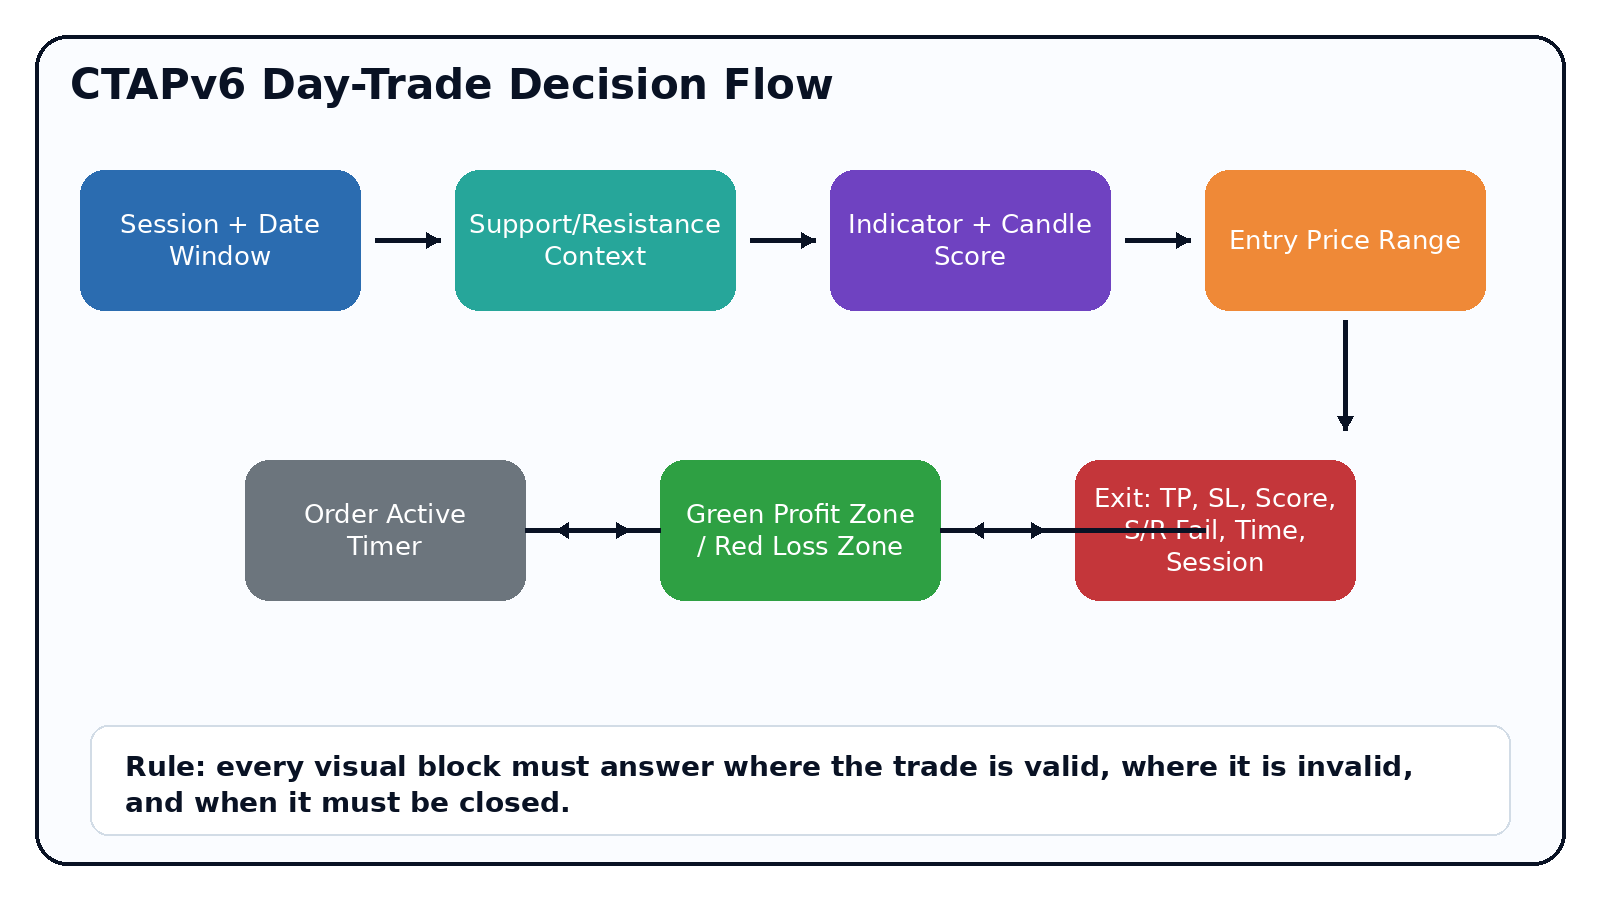 CTAPv6 Day-Trade Decision Flow
Session + Date
Window
Support/Resistance
Context
Indicator + Candle
Score
Entry Price Range
Order Active
Timer
Green Profit Zone
/ Red Loss Zone
Exit: TP, SL, Score,
S/R Fail, Time,
Session
Rule: every visual block must answer where the trade is valid, where it is invalid,
and when it must be closed.